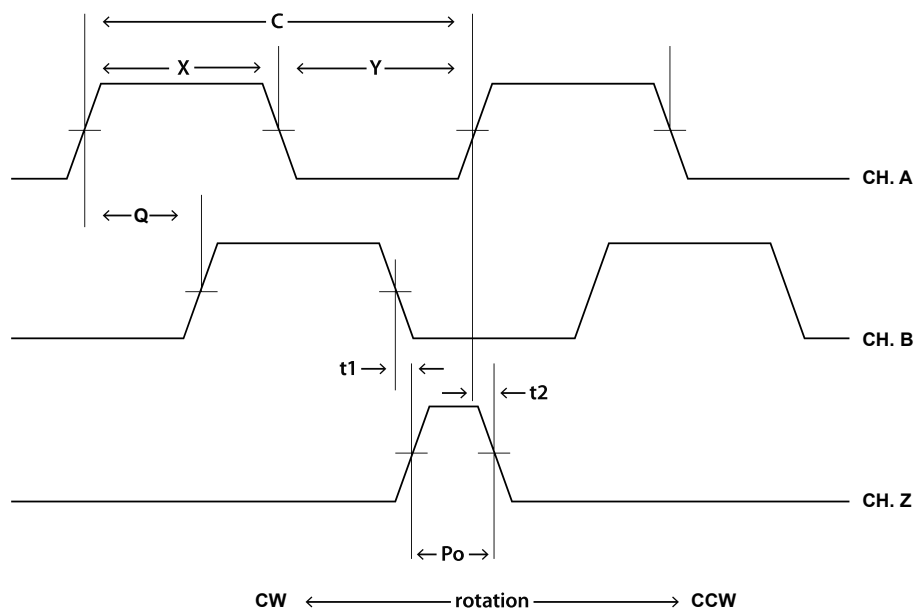 C
X
Y
CH. A
Q
CH. B
t1
t2
CH. Z
Po
CW rotation CCW